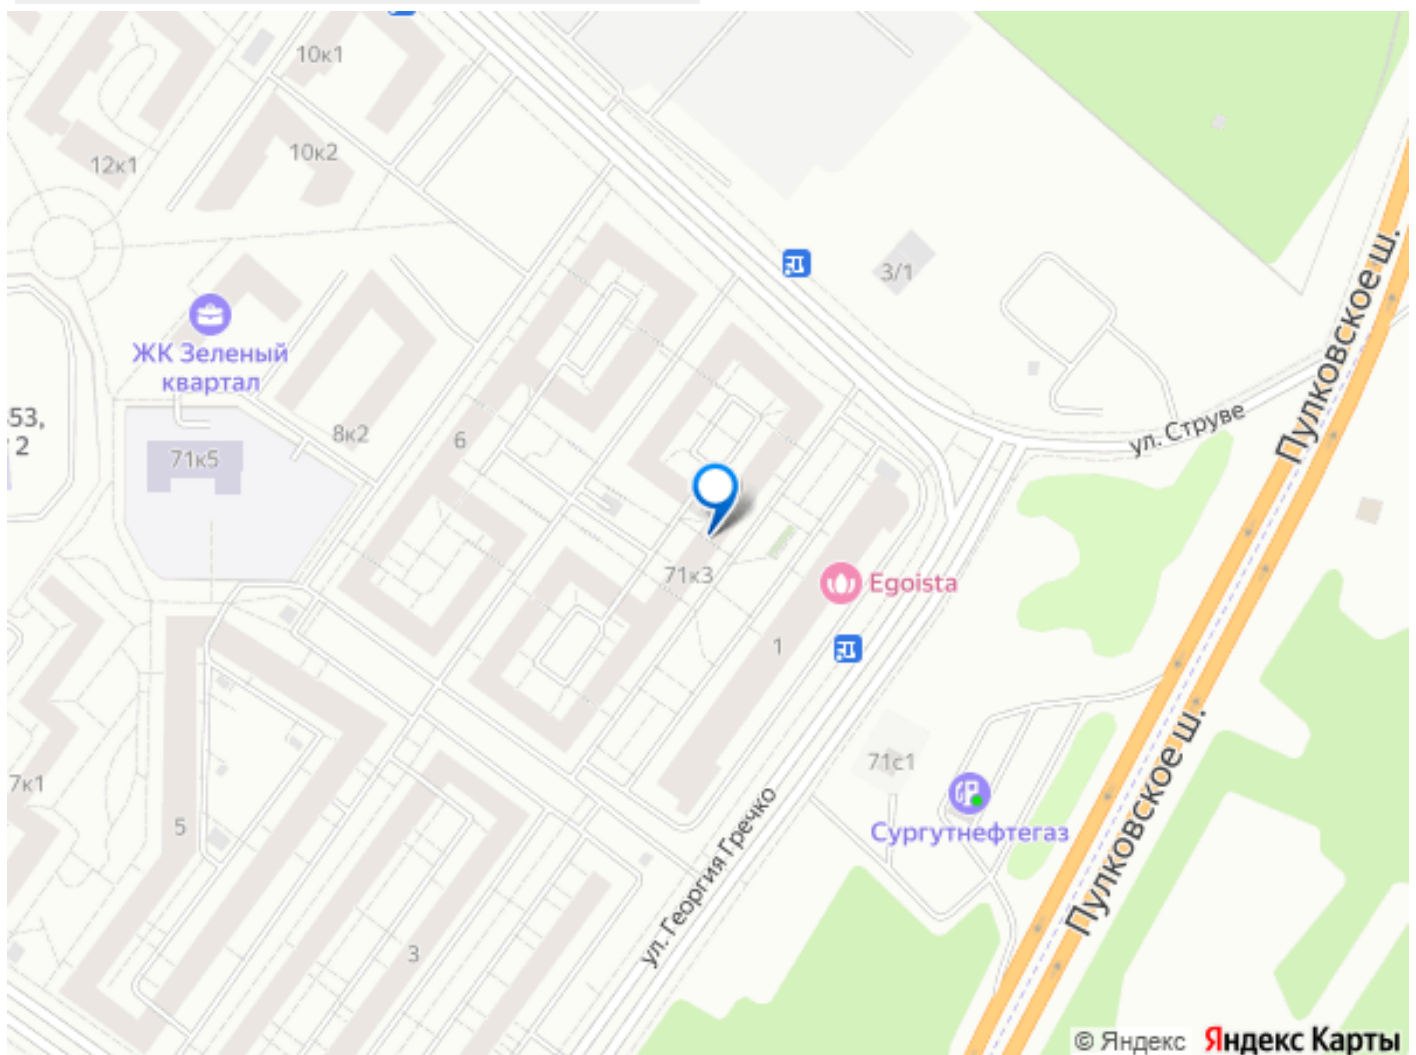 10к1
10к2
12к1
3/1
ЖК Зеленый
квартал
53,
2
8к2
6
71к5
ул. Струве
Пулковское ш.
71к3
Egoista
1
71с1
Сургутнефтегаз
7к1
5
ул. Георгия Гречко
Пулковское ш.
3
© Яндекс Яндекс Карты